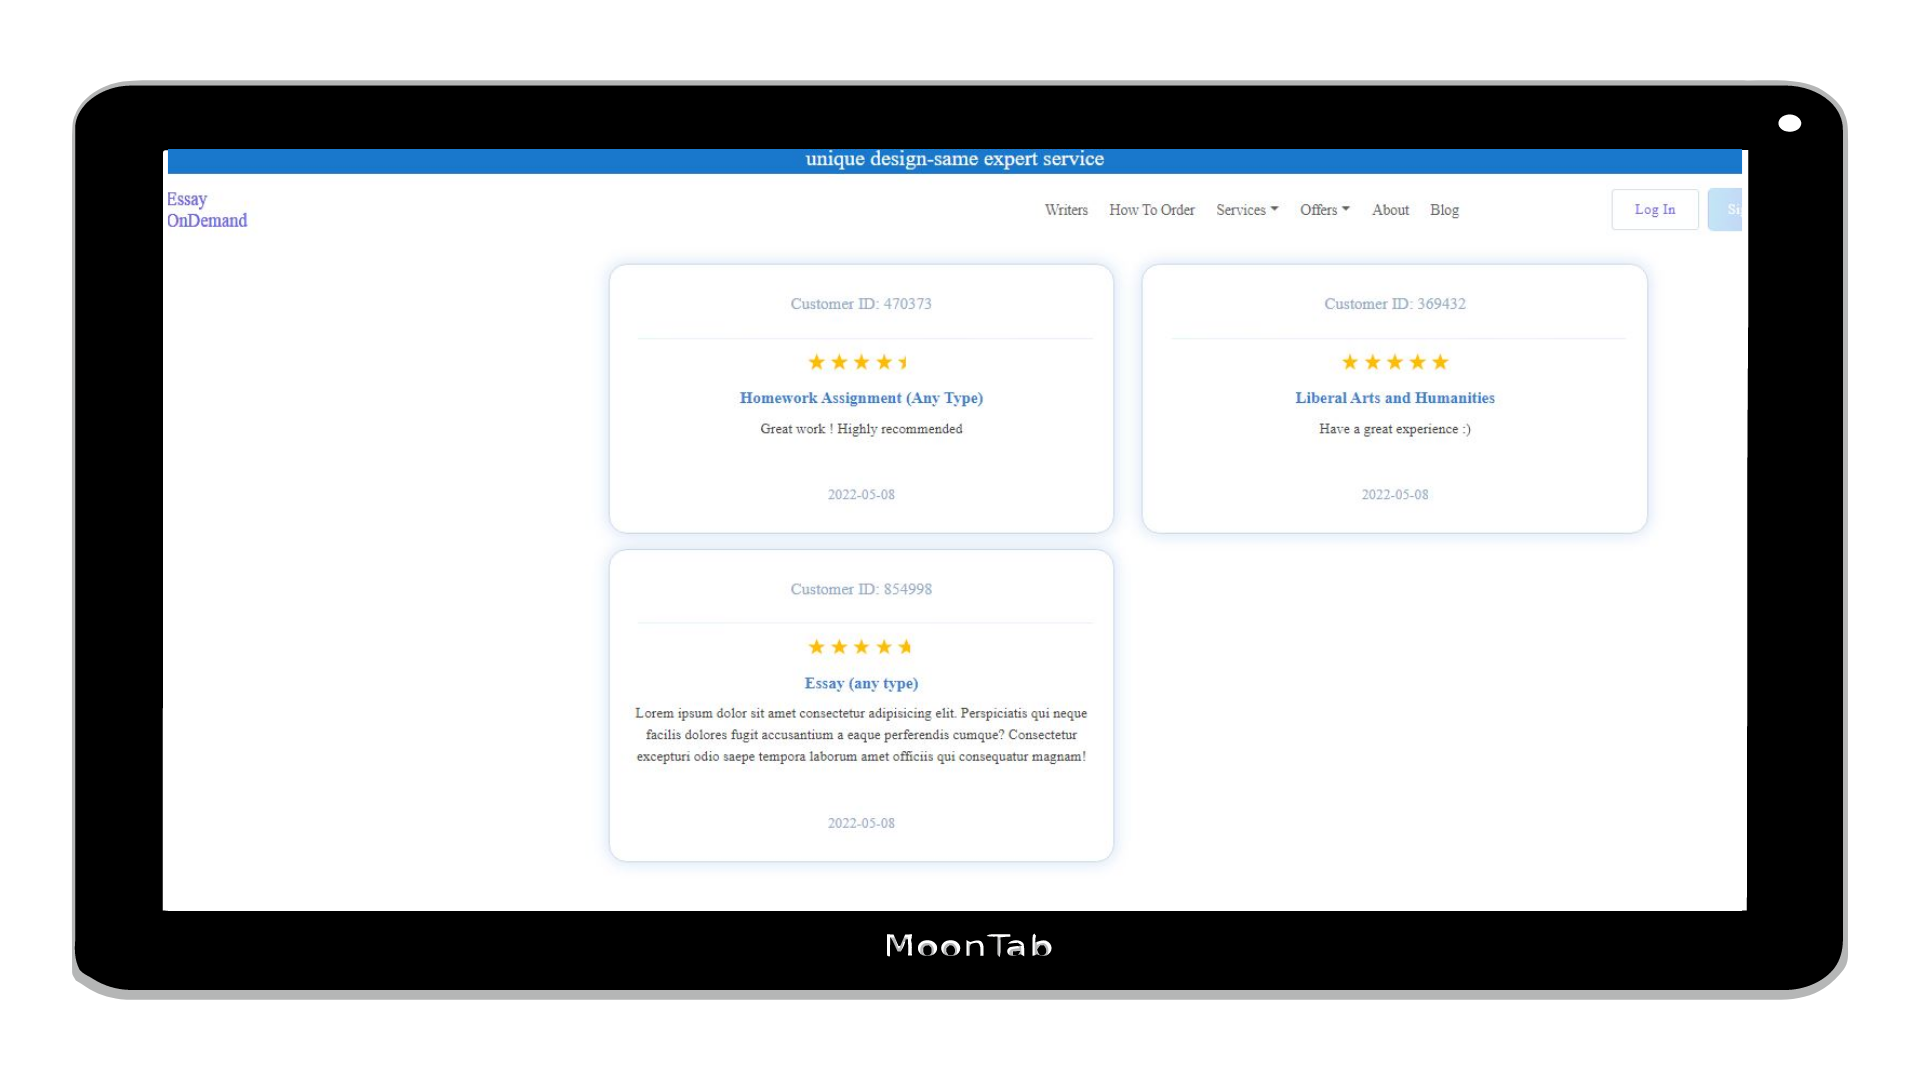 unique design-same expert service
Essay
OnDemand
Writers How To Order Services Offers About Blog Log In
Customer ID: 470373
Homework Assignment (Any Type)
Great work ! Highly recommended
2022-05-08
Customer ID: 369432
Liberal Arts and Humanities
Have a great experience :)
2022-05-08
Customer ID: 854998
Essay (any type)
Lorem ipsum dolor sit amet consectetur adipisicing elit. Perspiciatis qui neque
facilis dolores fugit accusantium a eaque perferendis cumque? Consectetur
excepturi odio saepe tempora laborum amet officiis qui consequatur magnam!
2022-05-08
MoonTab